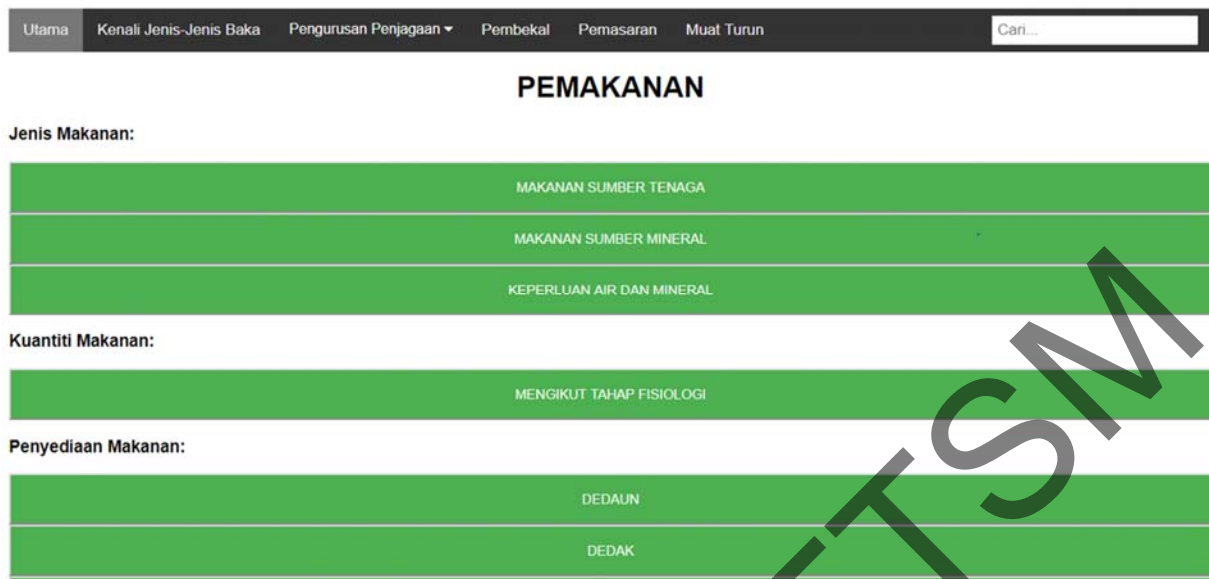 Utama Kenali Jenis-Jenis Baka Pengurusan Penjagaan Pembekal Pemasaran Muat Turun Cari...
PEMAKANAN
Jenis Makanan:
MAKANAN SUMBER TENAGA
MAKANAN SUMBER MINERAL
KEPERLUAN AIR DAN MINERAL
Kuantiti Makanan:
MENGIKUT TAHAP FISIOLOGI
Penyediaan Makanan:
DEDAUN
DEDAK
TSM